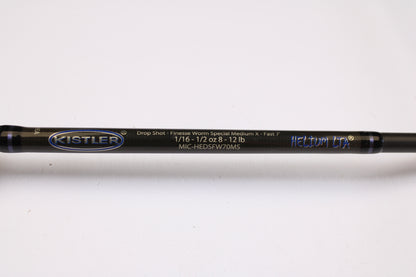 KISTLER®
Drop Shot - Finesse Worm Special Medium X - Fast 7'
1/16 - 1/2 oz 8 - 12 lb
MIC-HEDSFW70MS
HELIUM LTA®